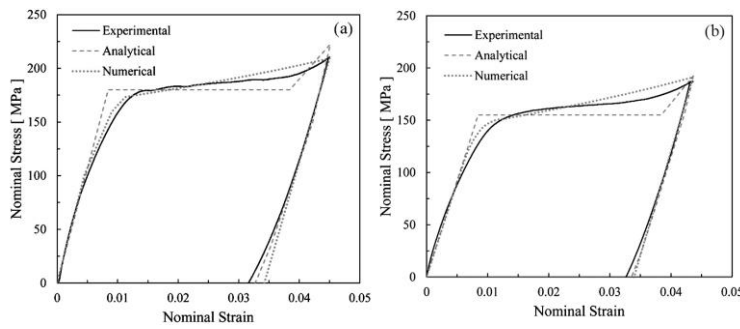 250
200
150
100
50
0
Nominal Stress [ MPa]
Experimental
Analytical
Numerical
(a)
0
0.01
0.02
0.03
0.04
0.05
Nominal Strain
250
200
150
100
50
0
Nominal Stress [ MPa]
Experimental
Analytical
Numerical
(b)
0
0.01
0.02
0.03
0.04
0.05
Nominal Strain